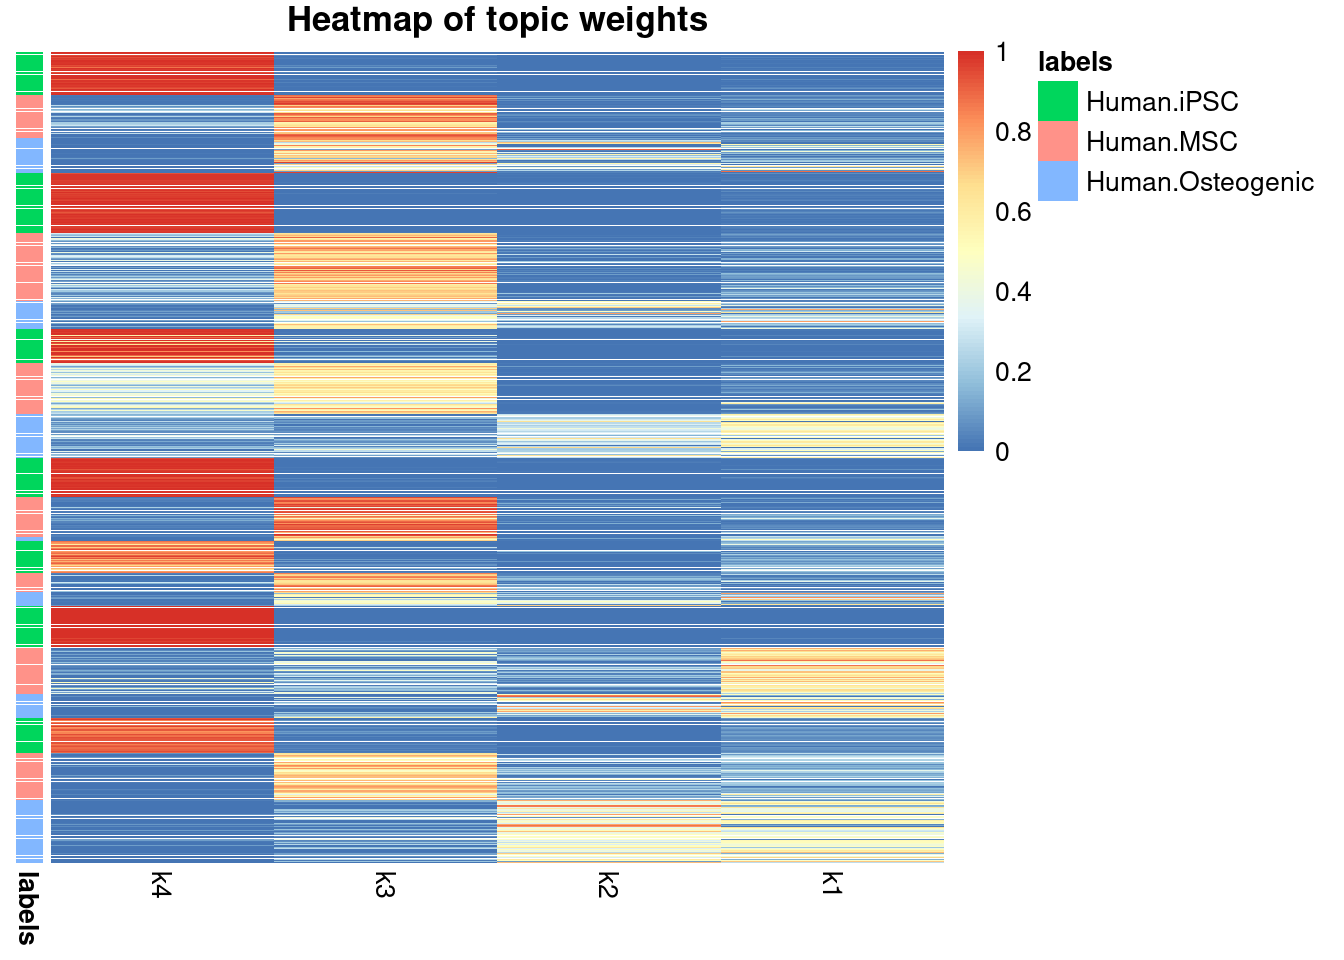 Heatmap of topic weights
1
0.8
0.6
0.4
0.2
0
labels
Human.iPSC
Human.MSC
Human.Osteogenic
labels
k4
k3
k2
k1